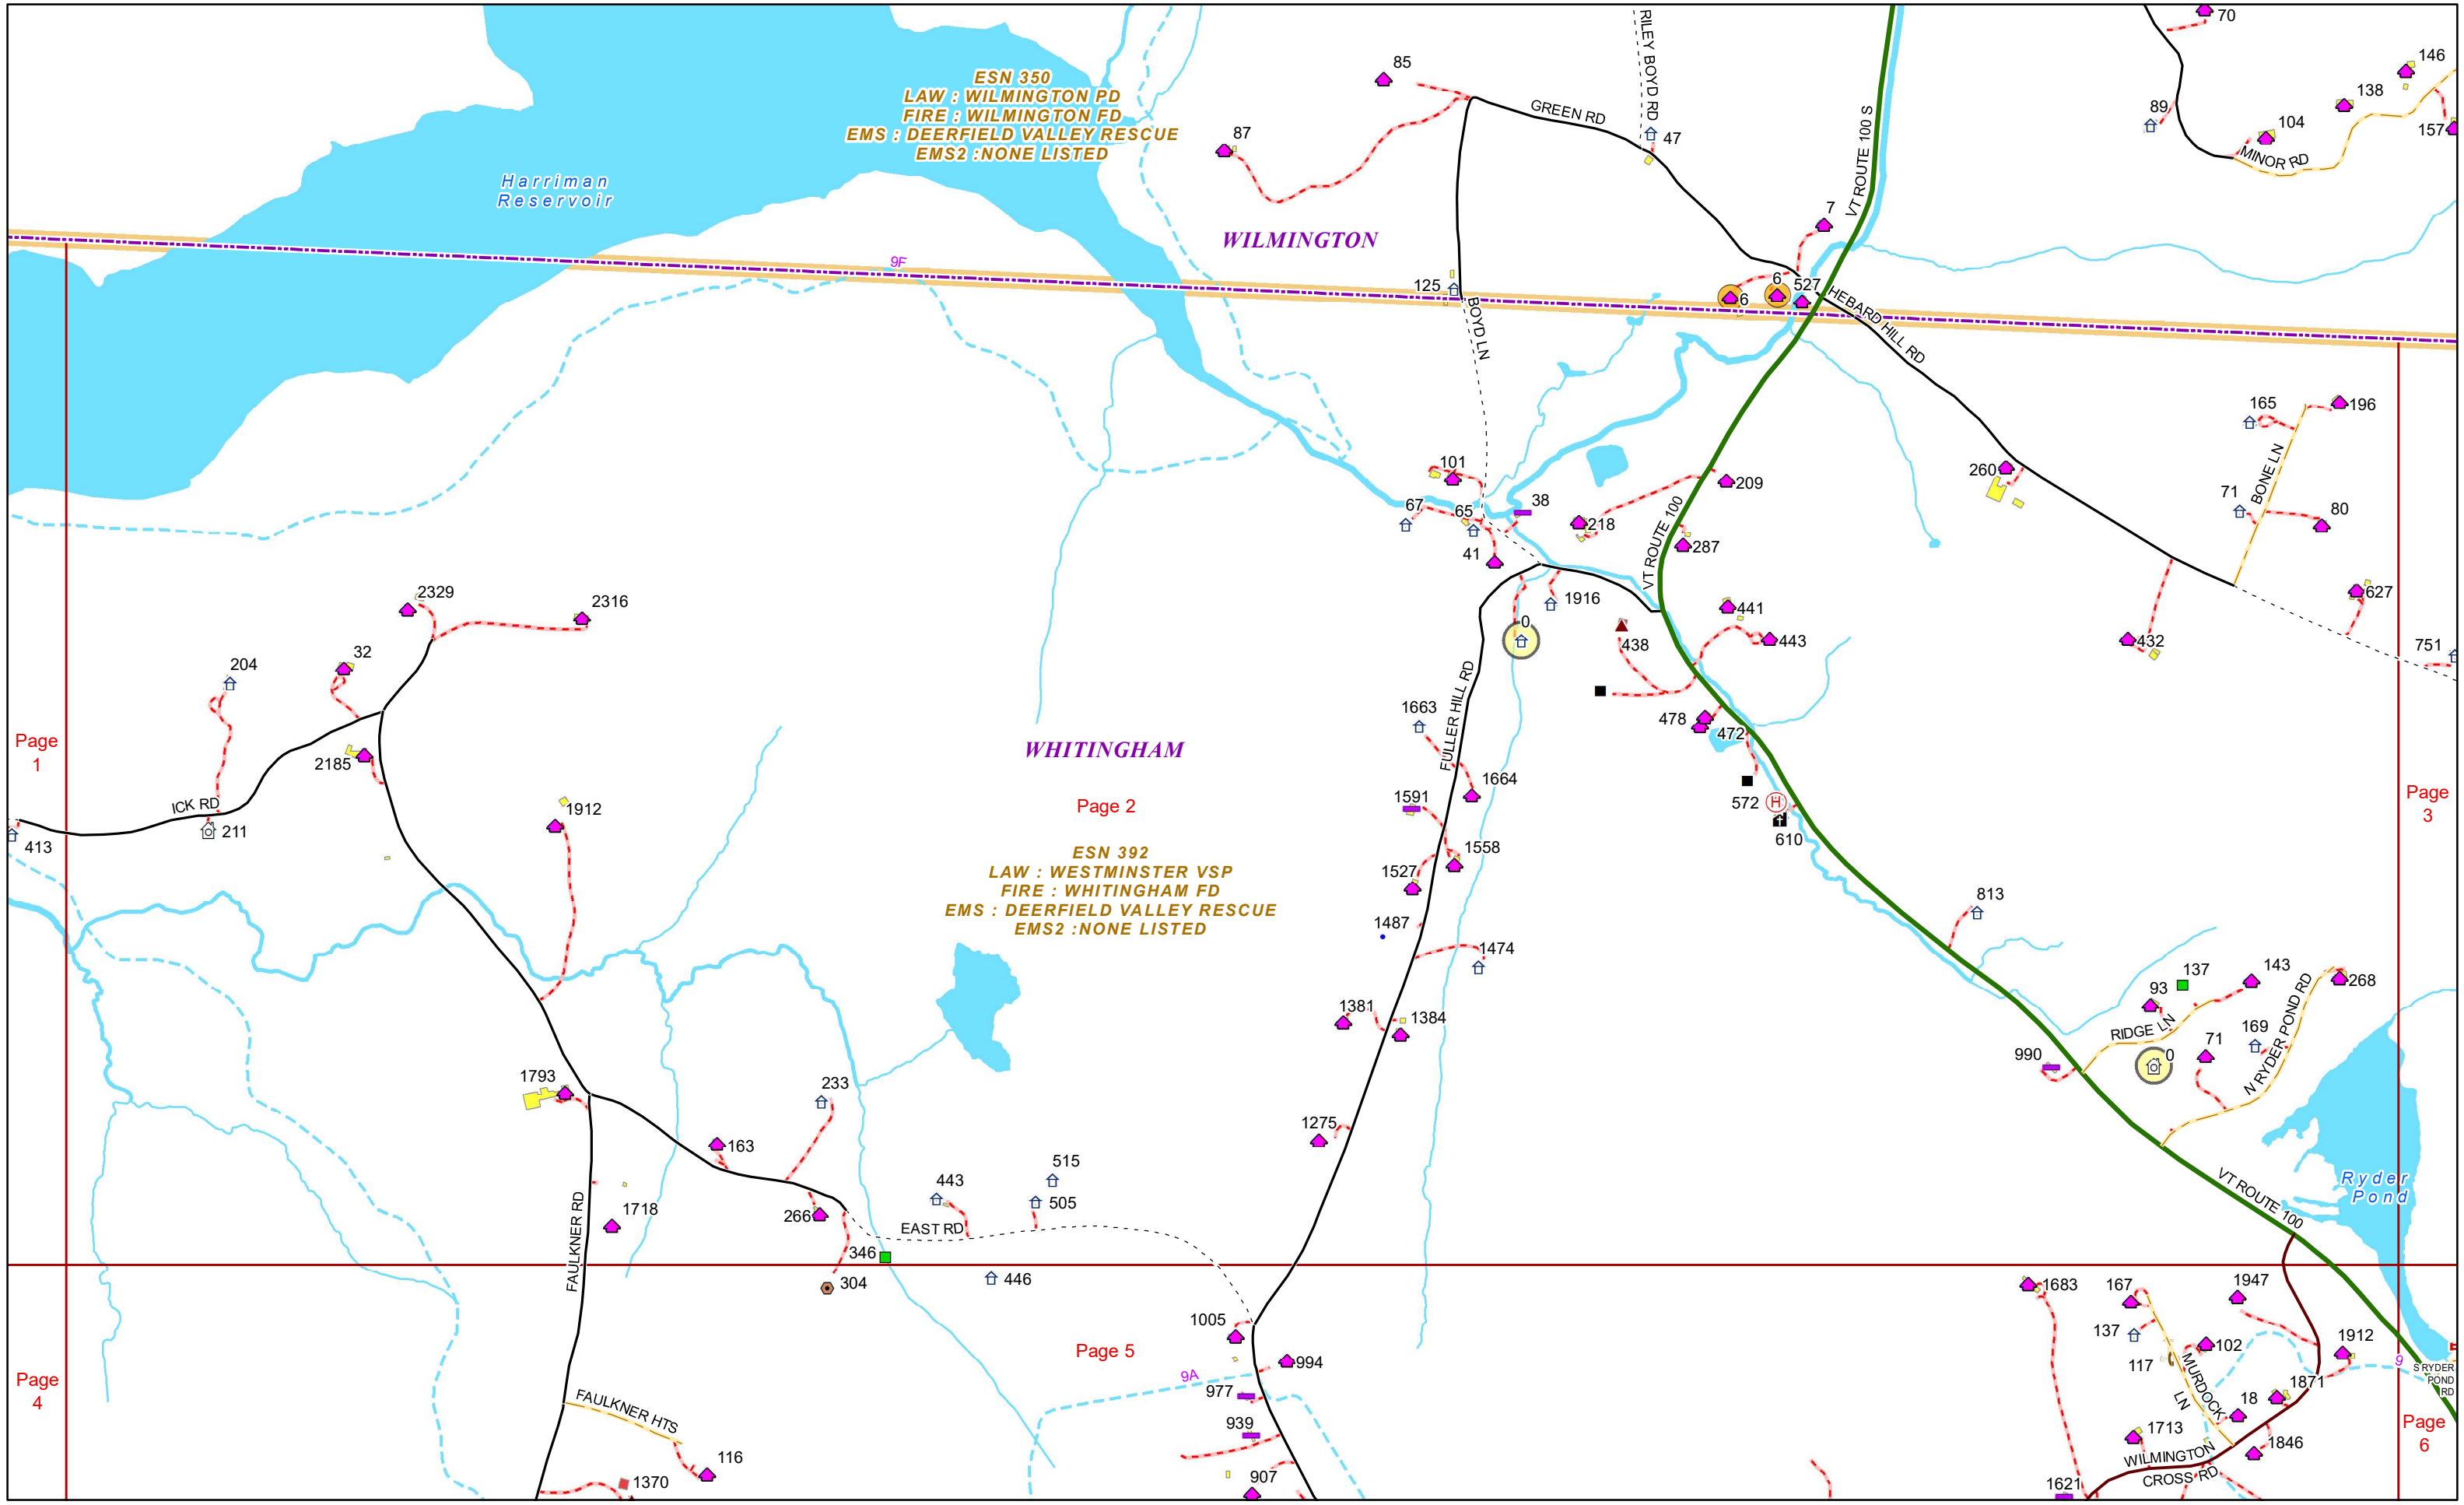 70
146
85
RILEY BOYD RD
ESN 350
LAW : WILMINGTON PD
FIRE : WILMINGTON FD
EMS : DEERFIELD VALLEY RESCUE
EMS2 :NONE LISTED
138
89
GREEN RD
VT ROUTE 100 S
87
47
104
157
MINOR RD
Harriman
Reservoir
7
WILMINGTON
9F
125
6
6
527
HEBARD HILL RD
BOYD LN
165
196
101
260
BONE LN
209
71
80
67
65
38
218
VT ROUTE 100
287
41
2329
2316
1916
0
441
627
438
443
432
751
204
32
FULLER HILL RD
1663
478
472
Page
1
2185
WHITINGHAM
1664
Page
3
ICK RD
211
413
1912
Page 2
1591
572
610
ESN 392
LAW : WESTMINSTER VSP
FIRE : WHITINGHAM FD
EMS : DEERFIELD VALLEY RESCUE
EMS2 :NONE LISTED
1558
1527
813
1487
1474
137
143
268
93
RIDGE LN
N RYDER POND RD
1381
1384
169
71
0
990
1793
233
1275
163
515
443
505
1718
266
EAST RD
FAULKNER RD
346
304
446
VT ROUTE 100
Ryder
Pond
1683
167
1947
1005
137
102
1912
117
MURDOCK
LN
9
S RYDER
POND
RD
Page 5
994
9A
977
Page
4
1871
18
939
FAULKNER HTS
1713
1846
Page
6
WILMINGTON
CROSS RD
116
1370
907
1621